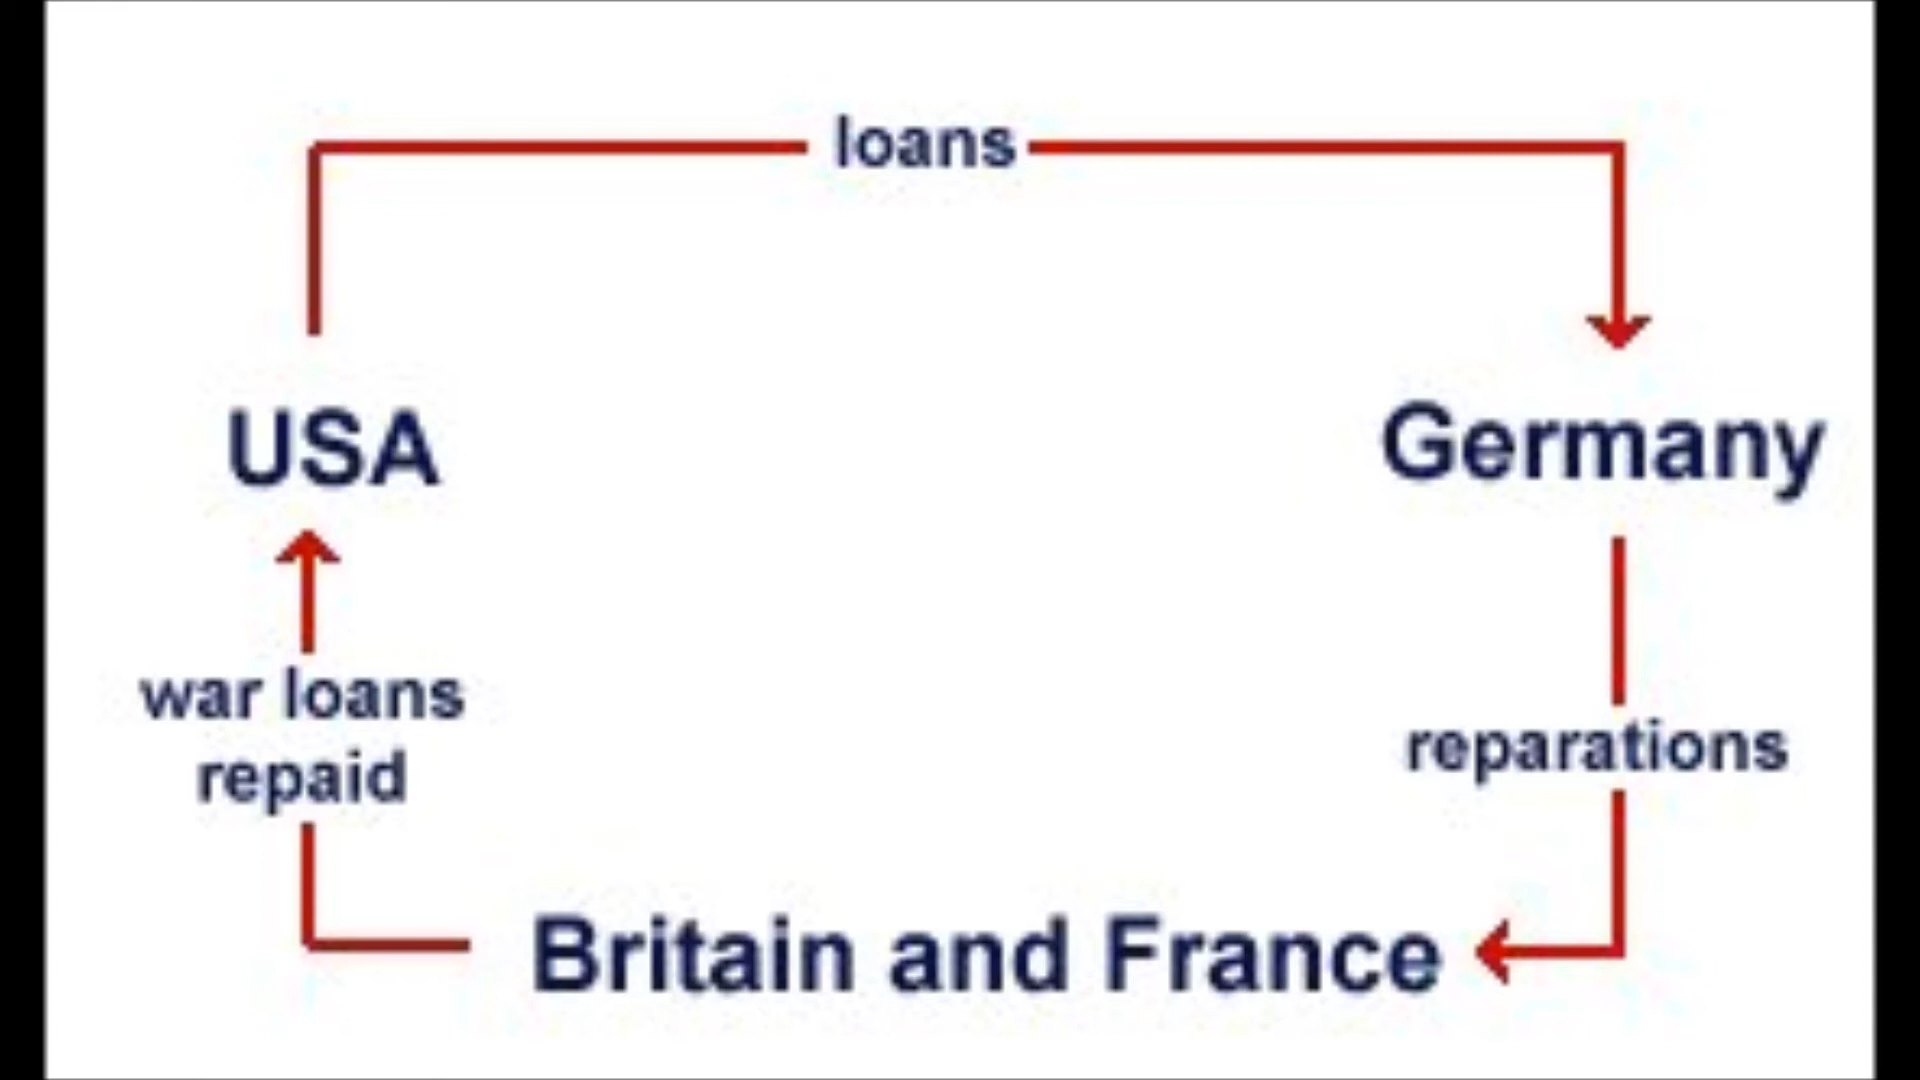 loans
USA
Germany
war loans
repaid
reparations
Britain and France